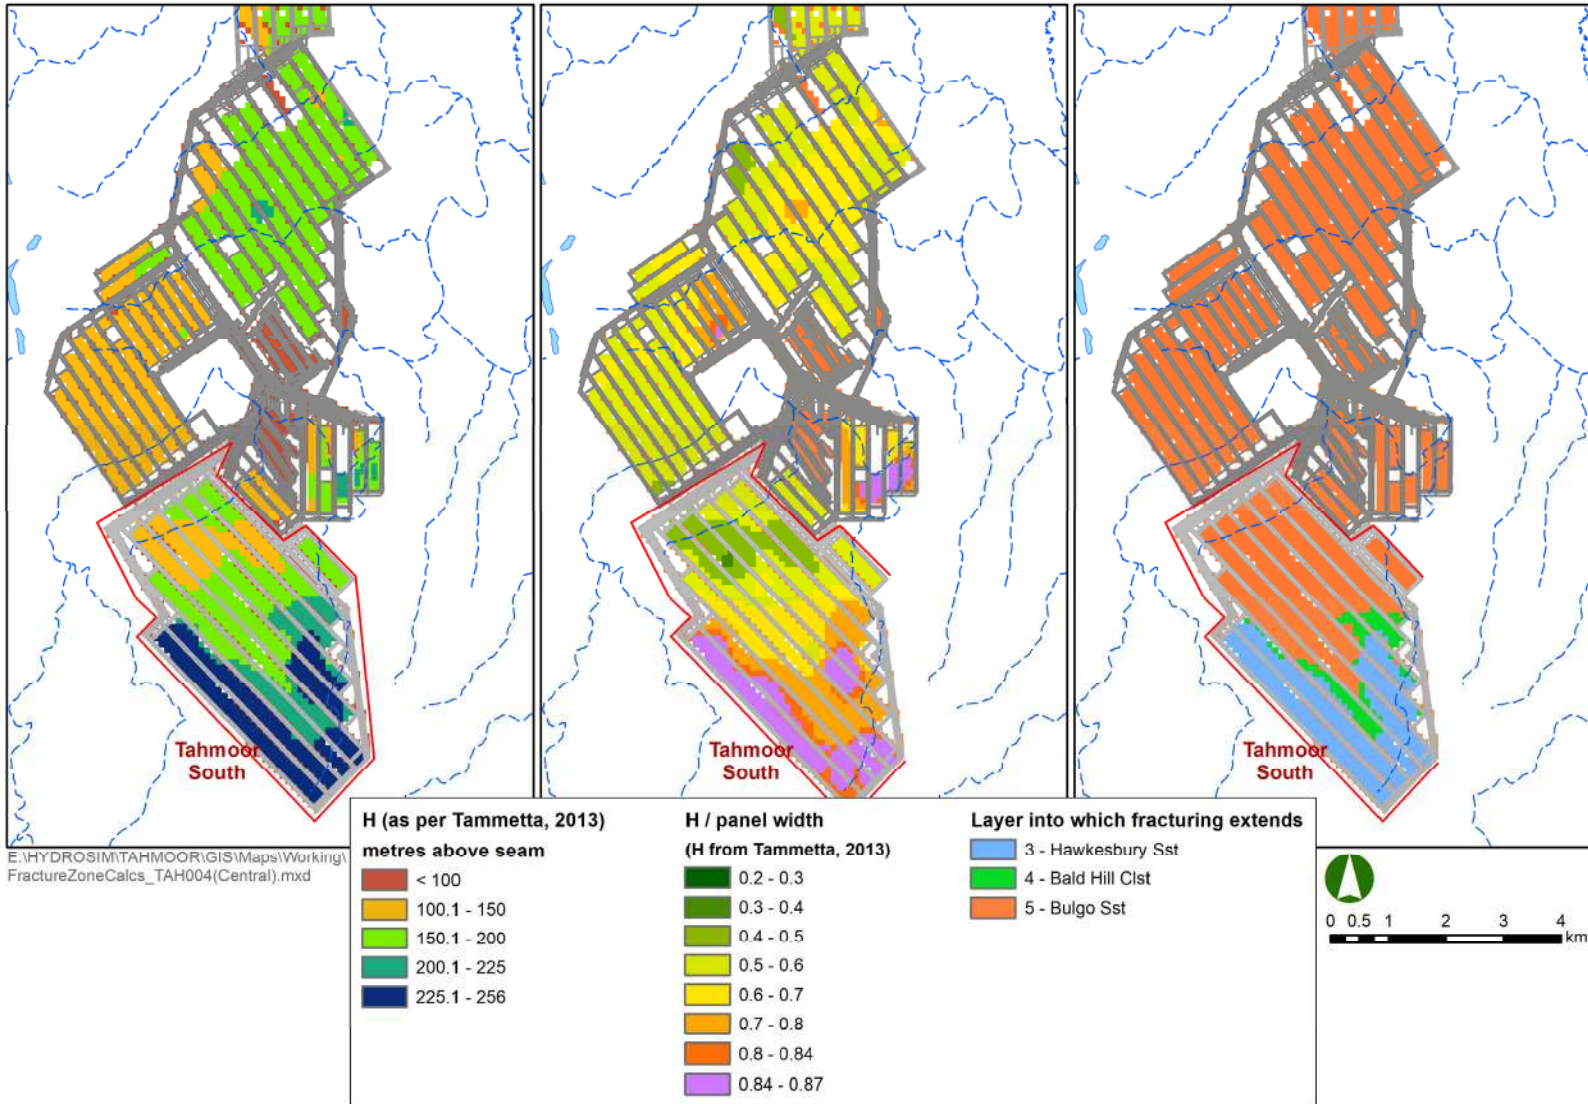 Tahmoor
South
Tahmoor
South
Tahmoor
South
E:\HYDROSIM\TAHMOOR\GIS\Maps\Working\
FractureZoneCalcs_TAH004(Central).mxd
H (as per Tammetta, 2013)
metres above seam
< 100
100.1 - 150
150.1 - 200
200.1 - 225
225.1 - 256
H / panel width
(H from Tammetta, 2013)
0.2 - 0.3
0.3 - 0.4
0.4 - 0.5
0.5 - 0.6
0.6 - 0.7
0.7 - 0.8
0.8 - 0.84
0.84 - 0.87
Layer into which fracturing extends
3 - Hawkesbury Sst
4 - Bald Hill Clst
5 - Bulgo Sst
0 0.5 1 2 3 4
km